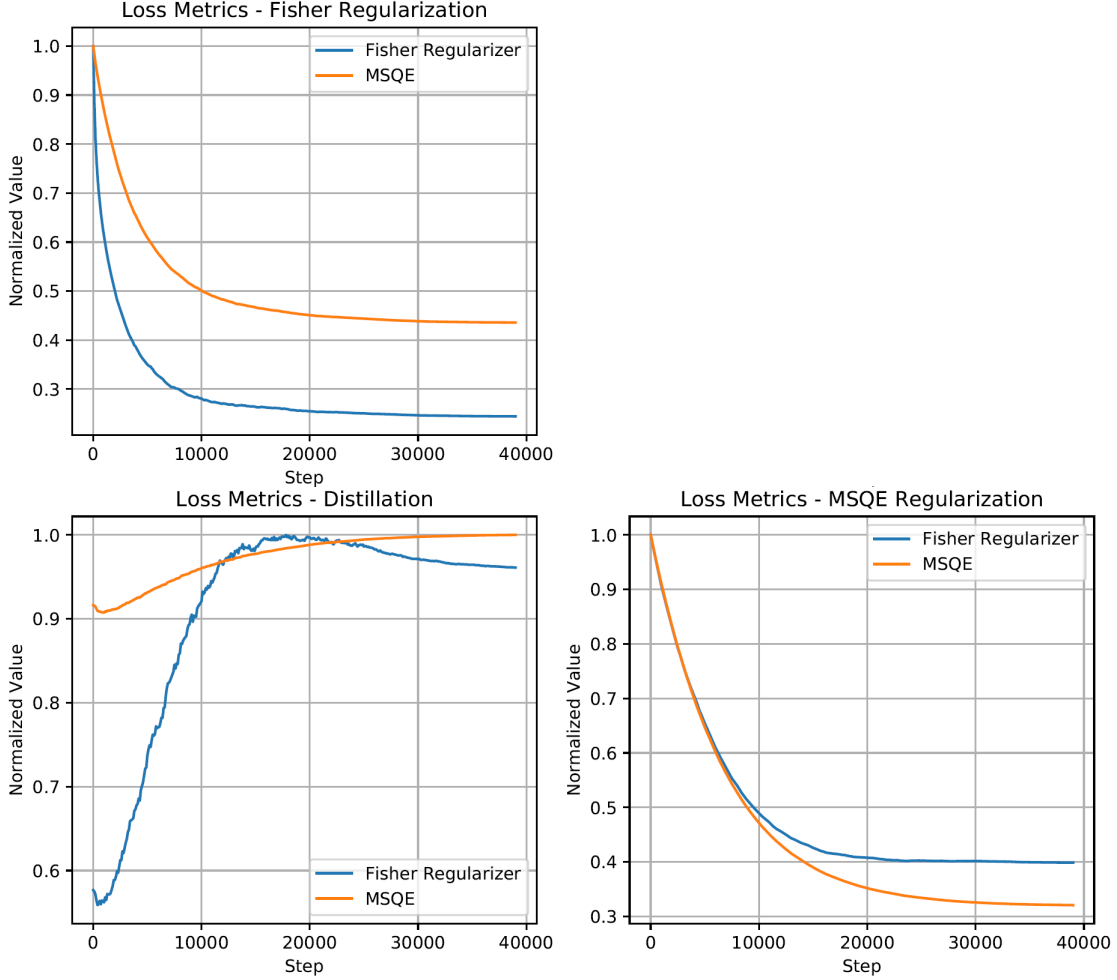 Loss Metrics - Fisher Regularization
Fisher Regularizer
MSQE
Normalized Value
1.0
0.9
0.8
0.7
0.6
0.5
0.4
0.3
0 10000 20000 30000 40000
Step
Loss Metrics - Distillation
Normalized Value
1.0
0.9
0.8
0.7
0.6
Fisher Regularizer
MSQE
0 10000 20000 30000 40000
Step
Loss Metrics - MSQE Regularization
Fisher Regularizer
MSQE
Normalized Value
1.0
0.9
0.8
0.7
0.6
0.5
0.4
0.3
0 10000 20000 30000 40000
Step